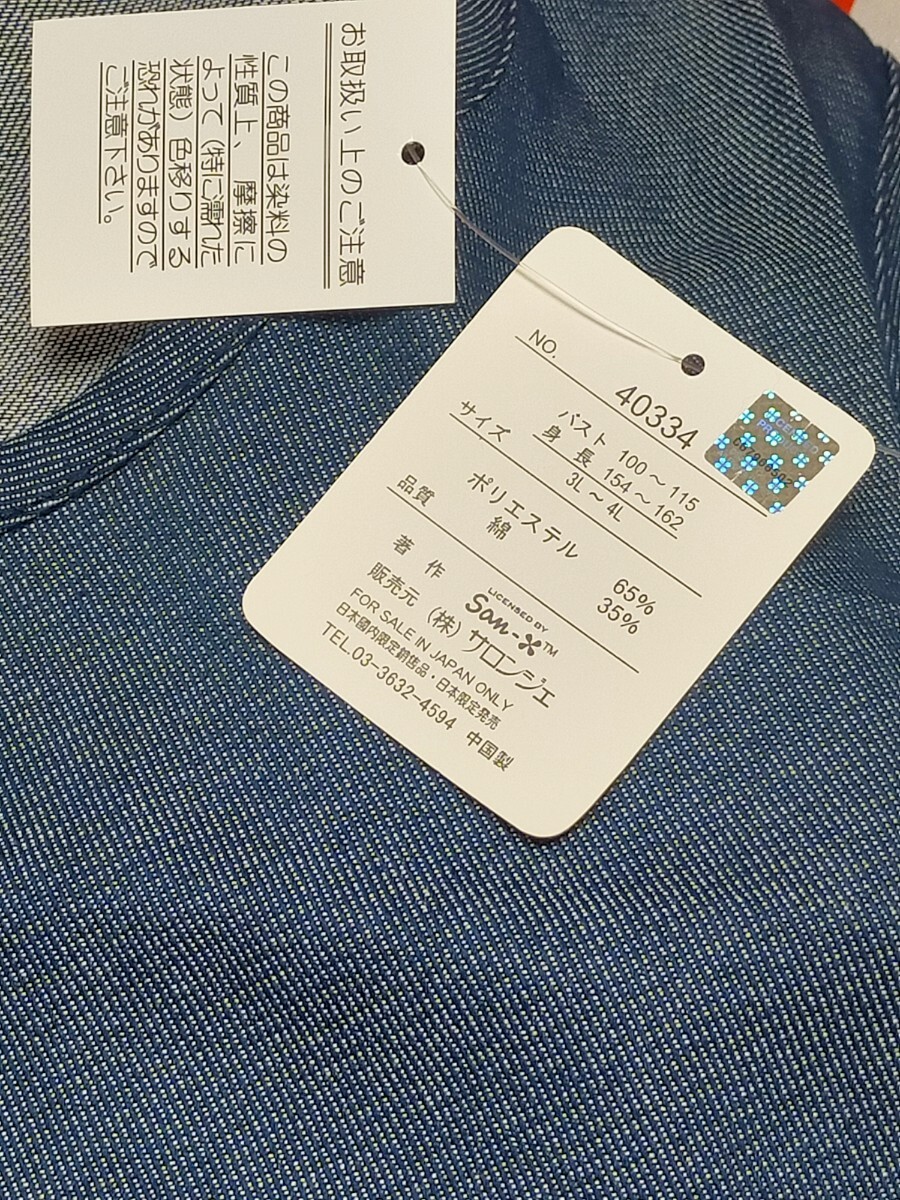 お取扱い上のご注意
この商品は染料の
性質上、摩擦に
よって（特に濡れた
状態）色移りする
恐れがありますので
ご注意下さい。
NO. 40334
サイズ バスト 100～115
身長 154～162
3L～4L
品質 ポリエステル 65%
綿 35%
著作 LICENSED BY
San-X™
販売元 （株）サロンジェ
FOR SALE IN JAPAN ONLY
日本國内限定銷售品・日本限定発売
TEL.03-3632-4594 中国製